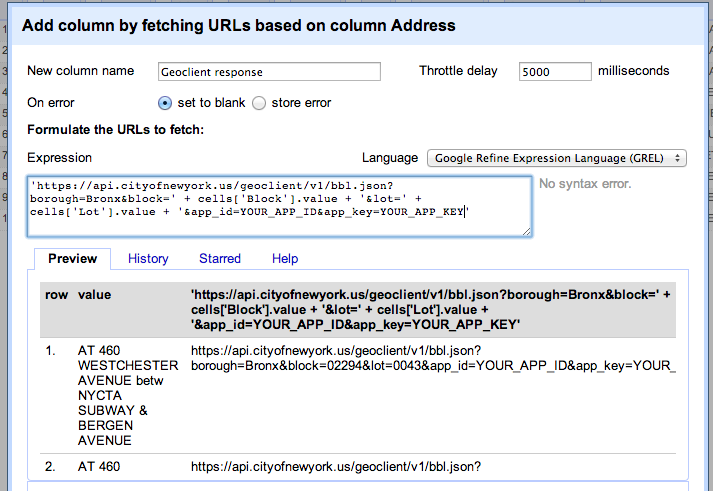 Add column by fetching URLs based on column Address
New column name Geoclient response Throttle delay 5000 milliseconds
On error set to blank store error
Formulate the URLs to fetch:
Expression Language Google Refine Expression Language (GREL)
'https://api.cityofnewyork.us/geoclient/v1/bbl.json?
borough=Bronx&block=' + cells['Block'].value + '&lot=' +
cells['Lot'].value + '&app_id=YOUR_APP_ID&app_key=YOUR_APP_KEY'
No syntax error.
Preview History Starred Help
row value 'https://api.cityofnewyork.us/geoclient/v1/bbl.json?borough=Bronx&block=' +
cells['Block'].value + '&lot=' + cells['Lot'].value +
'&app_id=YOUR_APP_ID&app_key=YOUR_APP_KEY'
1. AT 460 https://api.cityofnewyork.us/geoclient/v1/bbl.json?
WESTCHESTER borough=Bronx&block=02294&lot=0043&app_id=YOUR_APP_ID&app_key=YOUR_
AVENUE betw
NYCTA
SUBWAY &
BERGEN
AVENUE
2. AT 460 https://api.cityofnewyork.us/geoclient/v1/bbl.json?